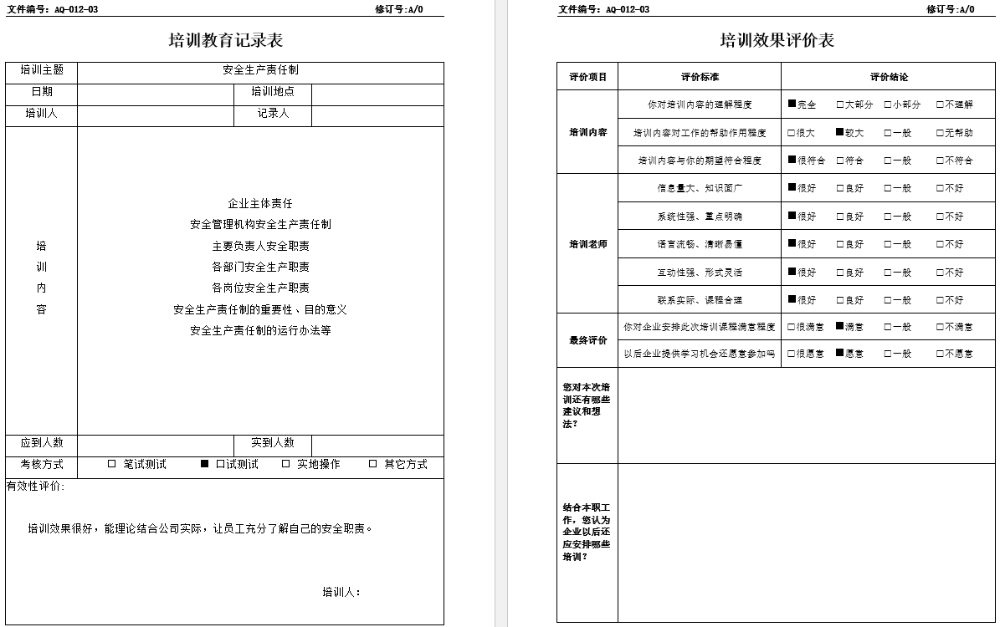 文件编号：AQ-012-03 修订号:A/0
培训教育记录表
培训主题 安全生产责任制
日期 培训地点
培训人 记录人
培
训
内
容
企业主体责任
安全管理机构安全生产责任制
主要负责人安全职责
各部门安全生产职责
各岗位安全生产职责
安全生产责任制的重要性、目的意义
安全生产责任制的运行办法等
应到人数 实到人数
考核方式 □ 笔试测试 ■ 口试测试 □ 实地操作 □ 其它方式
有效性评价:
培训效果很好，能理论结合公司实际，让员工充分了解自己的安全职责。
培训人：
文件编号：AQ-012-03 修订号:A/0
培训效果评价表
评价项目 评价标准 评价结论
培训内容
你对培训内容的理解程度 ■完全 □大部分 □小部分 □不理解
培训内容对工作的帮助作用程度 □很大 ■较大 □一般 □无帮助
培训内容与你的期望符合程度 ■很符合 □符合 □一般 □不符合
培训老师
信息量大、知识面广 ■很好 □良好 □一般 □不好
系统性强、重点明确 ■很好 □良好 □一般 □不好
语言流畅、清晰易懂 ■很好 □良好 □一般 □不好
互动性强、形式灵活 ■很好 □良好 □一般 □不好
联系实际、课程合理 ■很好 □良好 □一般 □不好
最终评价
你对企业安排此次培训课程满意程度 □很满意 ■满意 □一般 □不满意
以后企业提供学习机会还愿意参加吗 □很愿意 ■愿意 □一般 □不愿意
您对本次培
训还有哪些
建议和想
法？
结合本职工
作，您认为
企业以后还
应安排哪些
培训？